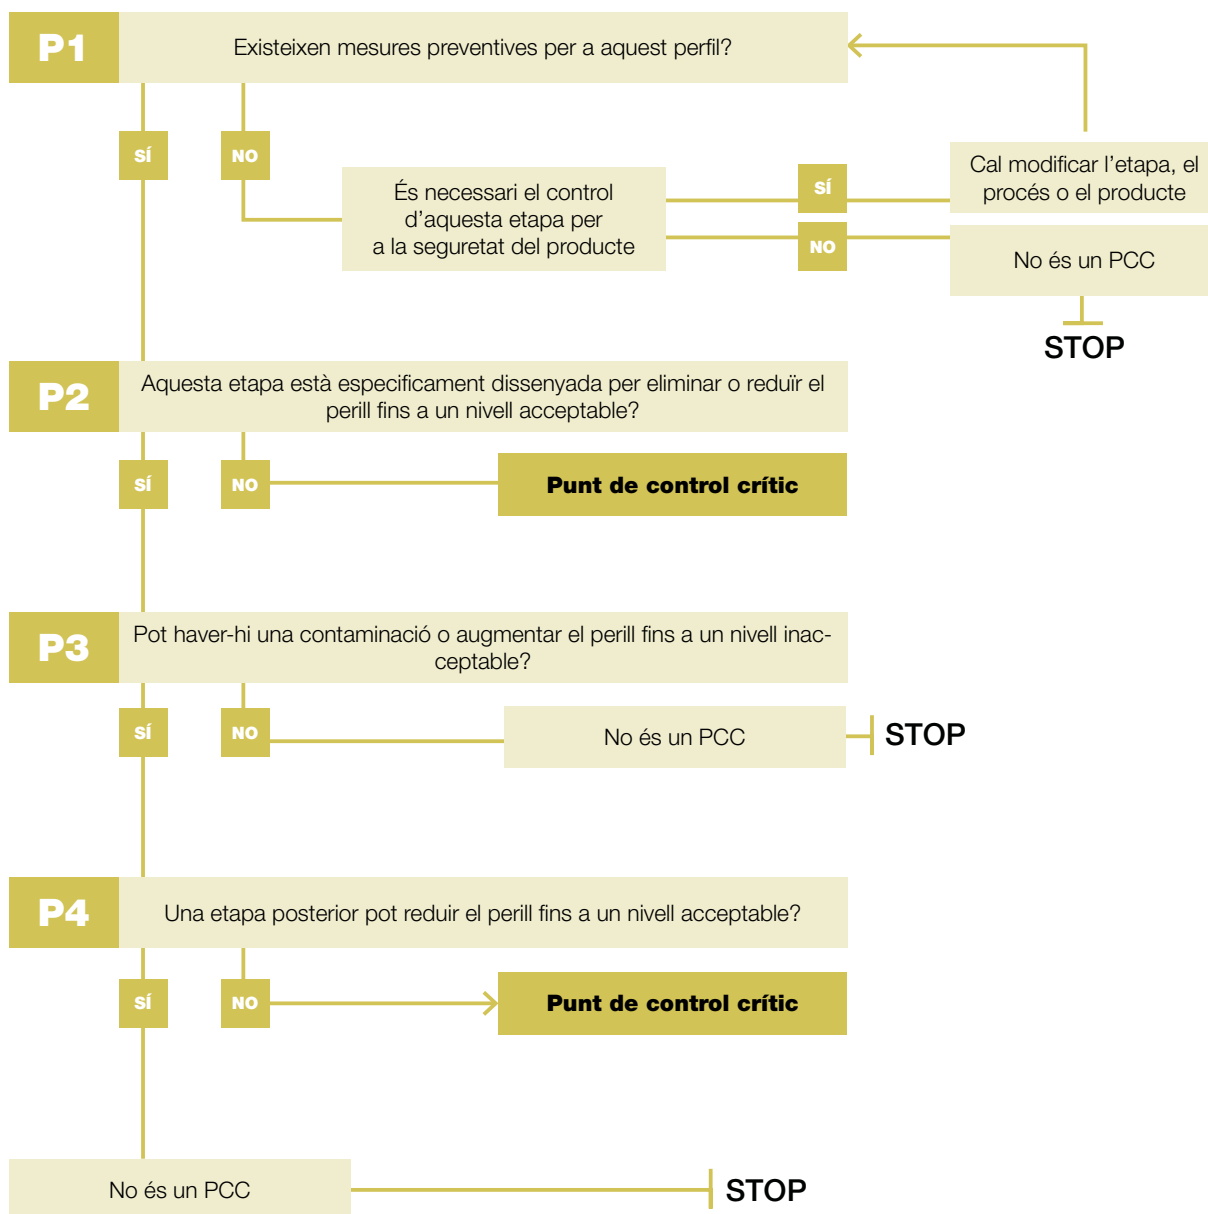 P1
Existeixen mesures preventives per a aquest perfil?
SÍ
NO
És necessari el control
d’aquesta etapa per
a la seguretat del producte
SÍ
NO
Cal modificar l’etapa, el
procés o el producte
No és un PCC
STOP
P2
Aquesta etapa està especificament dissenyada per eliminar o reduïr el
perill fins a un nivell acceptable?
SÍ
NO
Punt de control crític
P3
Pot haver-hi una contaminació o augmentar el perill fins a un nivell inac-
cceptable?
SÍ
NO
No és un PCC
STOP
P4
Una etapa posterior pot reduir el perill fins a un nivell acceptable?
SÍ
NO
Punt de control crític
No és un PCC
STOP